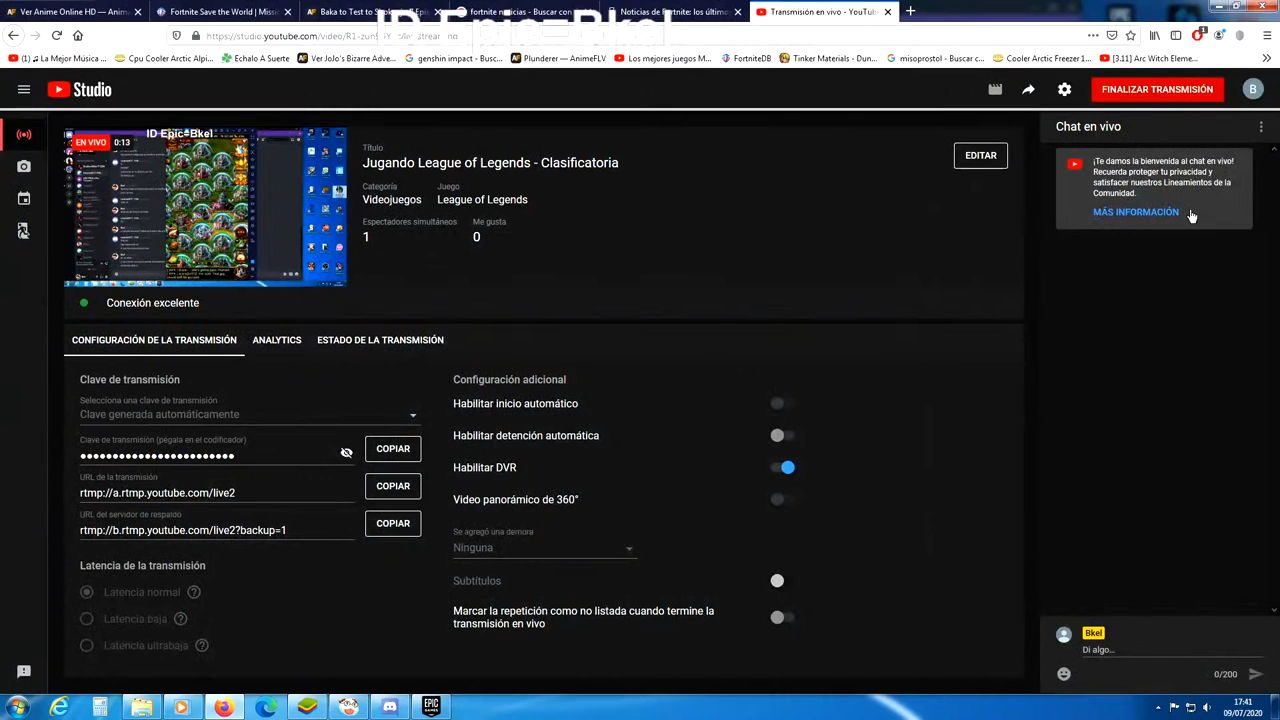 Ver Anime Online HD — Anim
Fortnite Save the World | Misse
Baka to Test to Sho
fortnite noticias - Buscar con
Noticias de Fortnite: los último
Transmisión en vivo - YouTub
ID Epic=Bkel
https://studio.youtube.com/video/
(1) ♫ La Mejor Música ...
Cpu Cooler Arctic Alpi...
Echalo A Suerte
Ver JoJo's Bizarre Adve...
genshin impact - Busc...
Plunderer — AnimeFLV
Los mejores juegos M...
FortniteDB
Tinker Materials - Dun...
misoprostol - Buscar c...
Cooler Arctic Freezer 1...
[3.11] Arc Witch Eleme...
Studio
FINALIZAR TRANSMISIÓN
B
EN VIVO
0:13
ID Epic=Bkel
Título
Jugando League of Legends - Clasificatoria
Categoría
Juego
Videojuegos
League of Legends
Espectadores simultáneos
Me gusta
1
0
EDITAR
Chat en vivo
¡Te damos la bienvenida al chat en vivo!
Recuerda proteger tu privacidad y
satisfacer nuestros Lineamientos de la
Comunidad.
MÁS INFORMACIÓN
Conexión excelente
CONFIGURACIÓN DE LA TRANSMISIÓN
ANALYTICS
ESTADO DE LA TRANSMISIÓN
Clave de transmisión
Selecciona una clave de transmisión
Clave generada automáticamente
Clave de transmisión (pégala en el codificador)
••••••••••••••••••••••••
COPIAR
URL de la transmisión
rtmp://a.rtmp.youtube.com/live2
COPIAR
URL del servidor de respaldo
rtmp://b.rtmp.youtube.com/live2?backup=1
COPIAR
Latencia de la transmisión
Latencia normal
Latencia baja
Latencia ultrabaja
Configuración adicional
Habilitar inicio automático
Habilitar detención automática
Habilitar DVR
Video panorámico de 360°
Se agregó una demora
Ninguna
Subtítulos
Marcar la repetición como no listada cuando termine la
transmisión en vivo
Bkel
Di algo...
0/200
EPIC
GAMES
17:41
09/07/2020